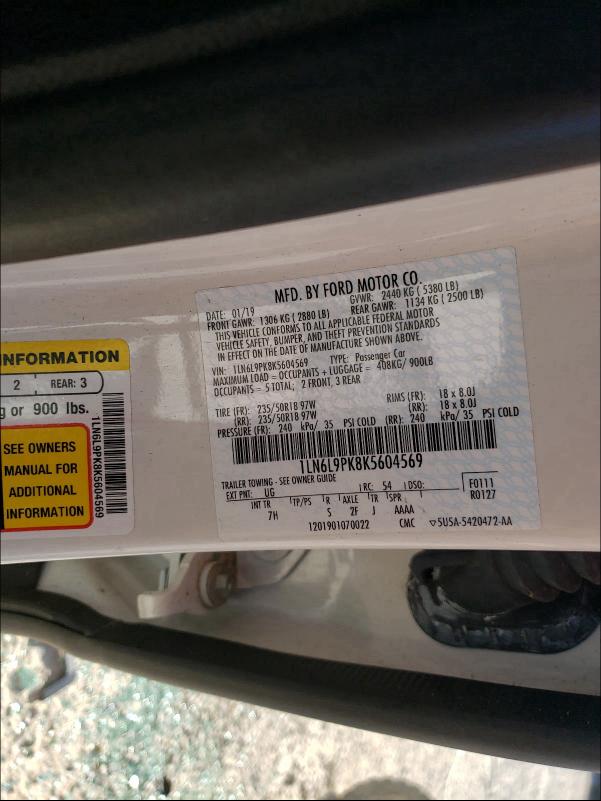 MFD. BY FORD MOTOR CO.
DATE: 01/19 GVWR: 2440 KG ( 5380 LB)
FRONT GAWR: 1306 KG ( 2880 LB) REAR GAWR: 1134 KG ( 2500 LB)
THIS VEHICLE CONFORMS TO ALL APPLICABLE FEDERAL MOTOR
VEHICLE SAFETY, BUMPER, AND THEFT PREVENTION STANDARDS
IN EFFECT ON THE DATE OF MANUFACTURE SHOWN ABOVE.
VIN: 1LN6L9PK8K5604569 TYPE: Passenger Car
MAXIMUM LOAD = OCCUPANTS + LUGGAGE = 408KG/ 900LB
OCCUPANTS = 5 TOTAL; 2 FRONT, 3 REAR
TIRE (FR): 235/50R18 97W RIMS (FR): 18 x 8.0J
(RR): 235/50R18 97W (RR): 18 x 8.0J
PRESSURE (FR): 240 kPa/ 35 PSI COLD (RR): 240 kPa/ 35 PSI COLD
1LN6L9PK8K5604569
TRAILER TOWING - SEE OWNER GUIDE
EXT PNT: UG RC: 54 DSO: F0111
R0127
INT TR TP/PS R AXLE TR SPR
7H S 2F J AAAA
1201901070022 CMC ▽5U5A-5420472-AA
INFORMATION
2 REAR: 3
g or 900 lbs.
SEE OWNERS
MANUAL FOR
ADDITIONAL
INFORMATION
1LN6L9PK8K5604569